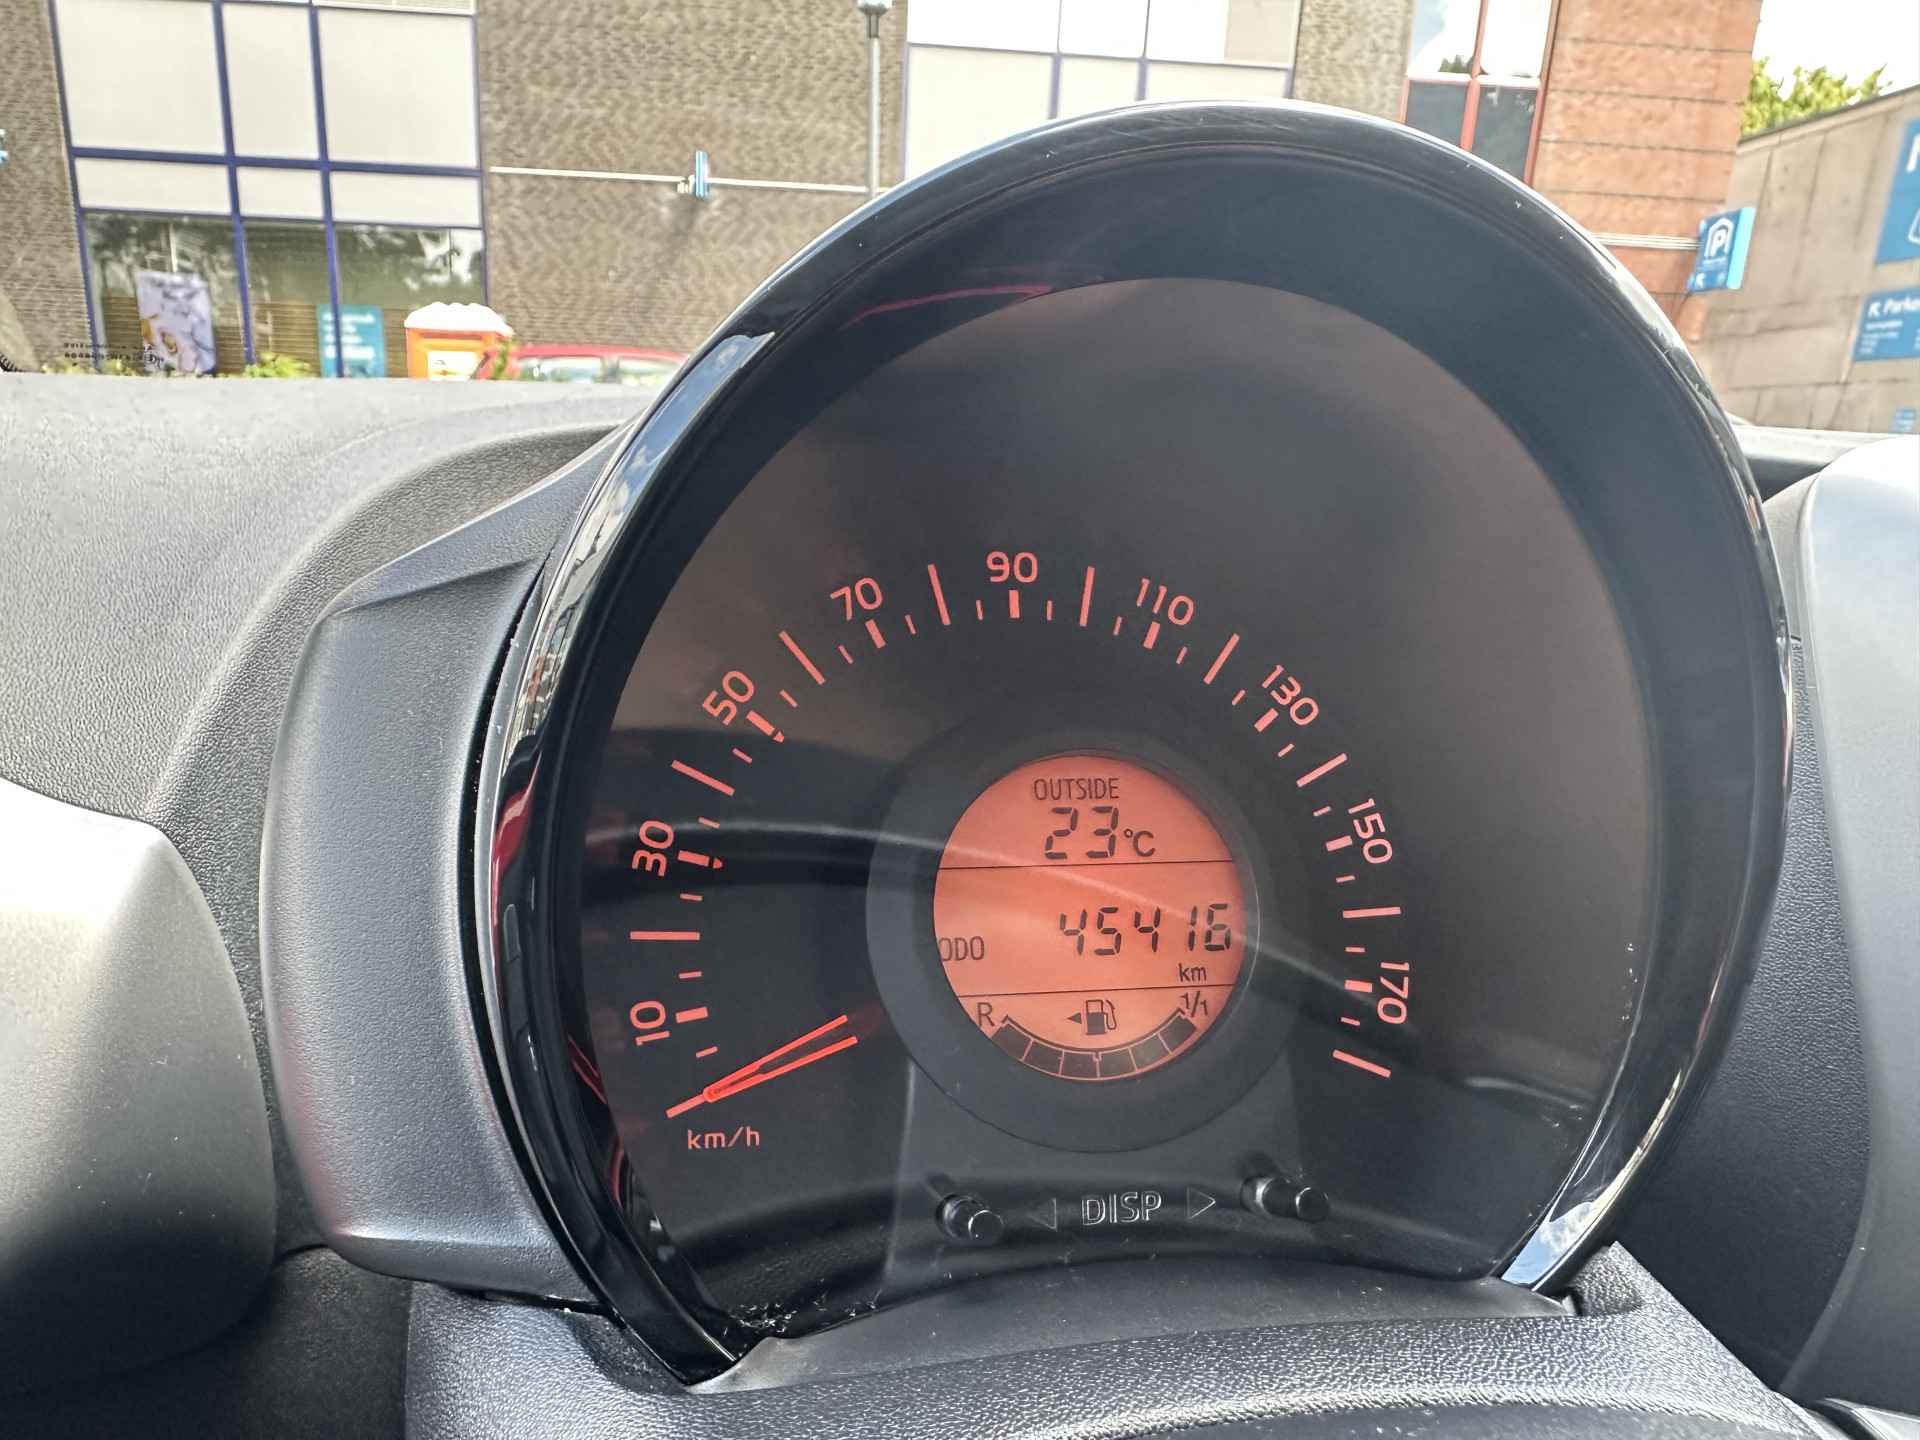 P
10
30
50
70
90
110
130
150
170
km/h
OUTSIDE
23°C
ODO 45416
km
R 1/1
DISP